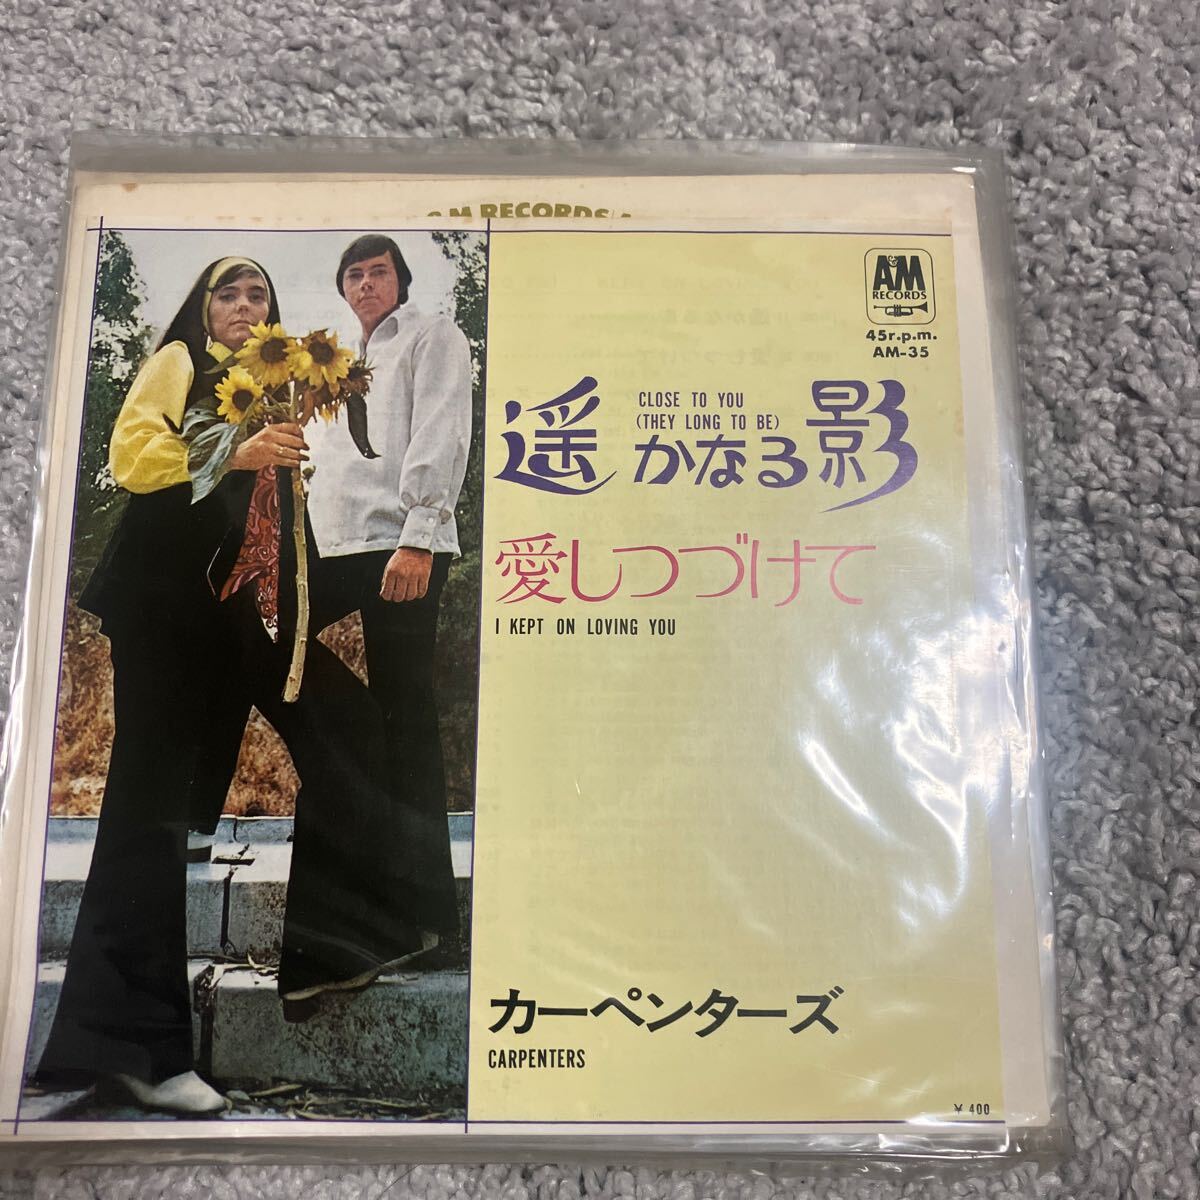 & M RECORDS
A&M
RECORDS
45r.p.m.
AM-35
CLOSE TO YOU
(THEY LONG TO BE)
遥かなる影
愛しつづけて
I KEPT ON LOVING YOU
カーペンターズ
CARPENTERS
¥ 400